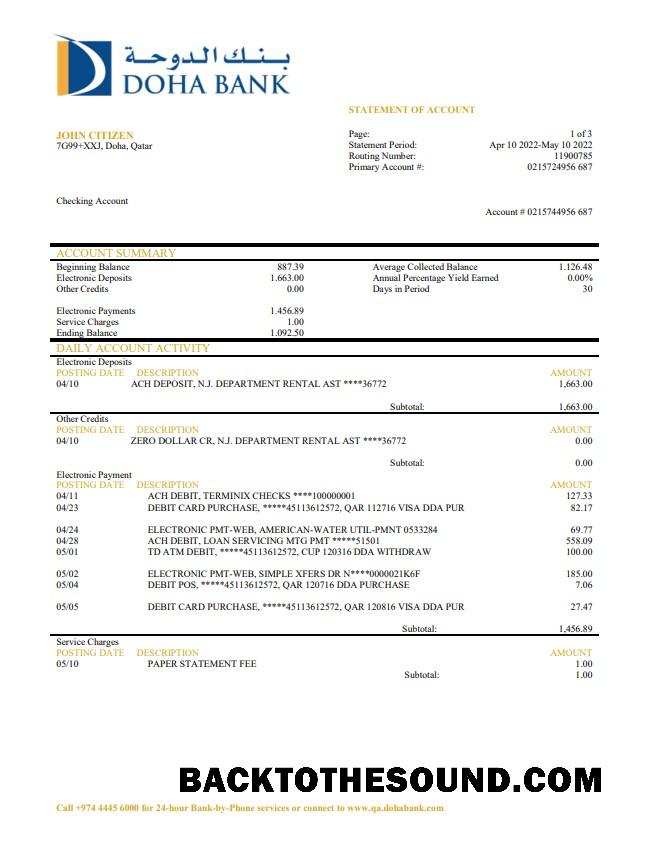 بنك الدوحة
DOHA BANK
STATEMENT OF ACCOUNT
JOHN CITIZEN
7G99+XXJ, Doha, Qatar
Page: 1 of 3
Statement Period: Apr 10 2022-May 10 2022
Routing Number: 11900785
Primary Account #: 0215724956 687
Checking Account
Account # 0215744956 687
ACCOUNT SUMMARY
Beginning Balance 887.39 Average Collected Balance 1.126.48
Electronic Deposits 1.663.00 Annual Percentage Yield Earned 0.00%
Other Credits 0.00 Days in Period 30
Electronic Payments 1.456.89
Service Charges 1.00
Ending Balance 1.092.50
DAILY ACCOUNT ACTIVITY
Electronic Deposits
POSTING DATE DESCRIPTION AMOUNT
04/10 ACH DEPOSIT, N.J. DEPARTMENT RENTAL AST ****36772 1,663.00
Subtotal: 1,663.00
Other Credits
POSTING DATE DESCRIPTION AMOUNT
04/10 ZERO DOLLAR CR, N.J. DEPARTMENT RENTAL AST ****36772 0.00
Subtotal: 0.00
Electronic Payment
POSTING DATE DESCRIPTION AMOUNT
04/11 ACH DEBIT, TERMINIX CHECKS ****100000001 127.33
04/23 DEBIT CARD PURCHASE, *****45113612572, QAR 112716 VISA DDA PUR 82.17
04/24 ELECTRONIC PMT-WEB, AMERICAN-WATER UTIL-PMNT 0533284 69.77
04/28 ACH DEBIT, LOAN SERVICING MTG PMT *****51501 558.09
05/01 TD ATM DEBIT, *****45113612572, CUP 120316 DDA WITHDRAW 100.00
05/02 ELECTRONIC PMT-WEB, SIMPLE XFERS DR N****0000021K6F 185.00
05/04 DEBIT POS, *****45113612572, QAR 120716 DDA PURCHASE 7.06
05/05 DEBIT CARD PURCHASE, *****45113612572, QAR 120816 VISA DDA PUR 27.47
Subtotal: 1,456.89
Service Charges
POSTING DATE DESCRIPTION AMOUNT
05/10 PAPER STATEMENT FEE 1.00
Subtotal: 1.00
BACKTOTHESOUND.COM
Call +974 4445 6000 for 24-hour Bank-by-Phone services or connect to www.qa.dohabank.com